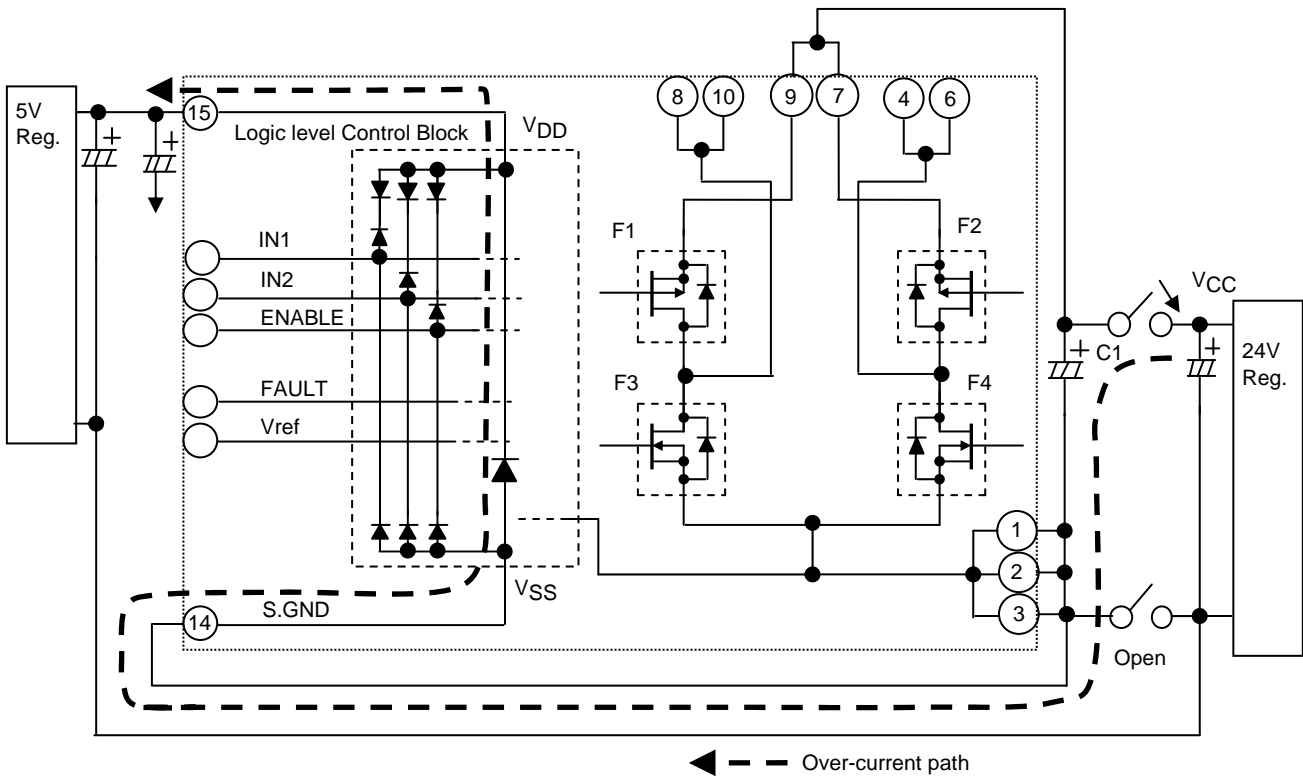 8
10
9
7
4
6
5V
Reg.
+
+
15
Logic level Control Block
VDD
IN1
IN2
ENABLE
FAULT
Vref
F1
F2
F3
F4
VCC
+
C1
+
24V
Reg.
1
2
3
VSS
14
S.GND
Open
Over-current path